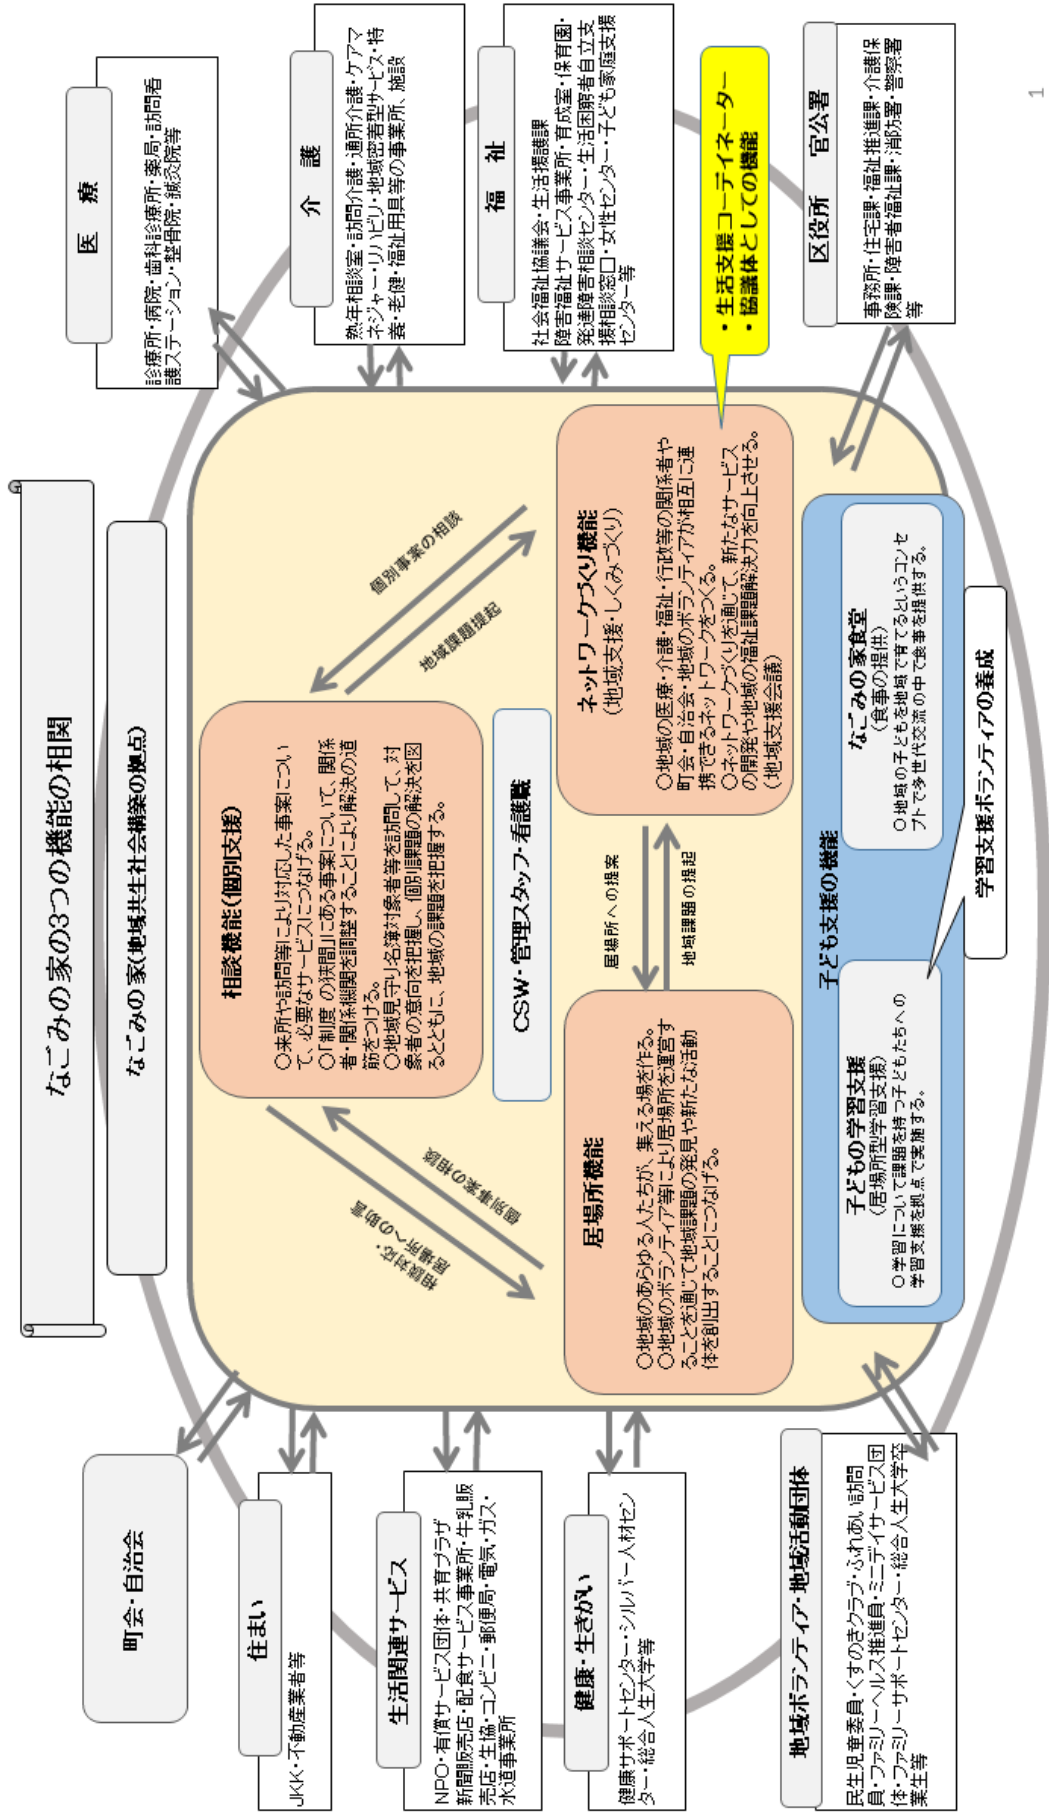 なごみの家の3つの機能の相関
なごみの家(地域共生社会構築の拠点)
町会・自治会
住まい
JKK・不動産業者等
生活関連サービス
NPO・有償サービス団体・共育プラザ
新聞販売店・配食サービス事業所・牛乳販
売店・生協・コンビニ・郵便局・電気・ガス・
水道事業所
健康・生きがい
健康サポートセンター・シルバー人材セン
ター・総合人生大学等
地域ボランティア・地域活動団体
民生児童委員・くすのきクラブ・ふれあい訪問
員・ファミリーヘルス推進員・ミニデイサービス団
体・ファミリーサポートセンター・総合人生大学卒
業生等
相談機能(個別支援)
〇来所や訪問等により対応した事案につい
て、必要なサービスにつなげる。
〇「制度の狭間」にある事案について、関係
者・関係機関を調整することにより解決の道
筋をつける。
〇地域見守り名簿対象者等を訪問して、対
象者の意向を把握し、個別課題の解決を図
るとともに、地域の課題を把握する。
相談対応・
居場所への助言
個別事案の相談
個別事案の相談
地域課題提起
CSW・管理スタッフ・看護職
居場所への提案
地域課題の提起
居場所機能
〇地域のあらゆる人たちが、集える場を作る。
〇地域のボランティア等により居場所を運営す
ることを通じて地域課題の発見や新たな活動
体を創出することにつなげる。
ネットワークづくり機能
(地域支援・しくみづくり)
〇地域の医療・介護・福祉・行政等の関係者や
町会・自治会・地域のボランティアが相互に連
携できるネットワークをつくる。
〇ネットワークづくりを通じて、新たなサービス
の開発や地域の福祉課題解決力を向上させる。
(地域支援会議)
子ども支援の機能
子どもの学習支援
(居場所型学習支援)
〇学習について課題を持つ子どもたちへの
学習支援を拠点で実施する。
なごみの家食堂
(食事の提供)
〇地域の子どもを地域で育てるというコンセ
プトで多世代交流の中で食事を提供する。
学習支援ボランティアの養成
医　療
診療所・病院・歯科診療所・薬局・訪問看
護ステーション・整骨院・鍼灸院等
介　護
熟年相談室・訪問介護・通所介護・ケアマ
ネジャー・リハビリ・地域密着型サービス・特
養・老健・福祉用具等の事業所、施設
福　祉
社会福祉協議会・生活援護課
障害福祉サービス事業所・育成室・保育園・
発達障害相談センター・生活困窮者自立支
援相談窓口・女性センター・子ども家庭支援
センター等
・生活支援コーディネーター
・協議体としての機能
区役所　官公署
事務所・住宅課・福祉推進課・介護保
険課・障害者福祉課・消防署・警察署
等
1